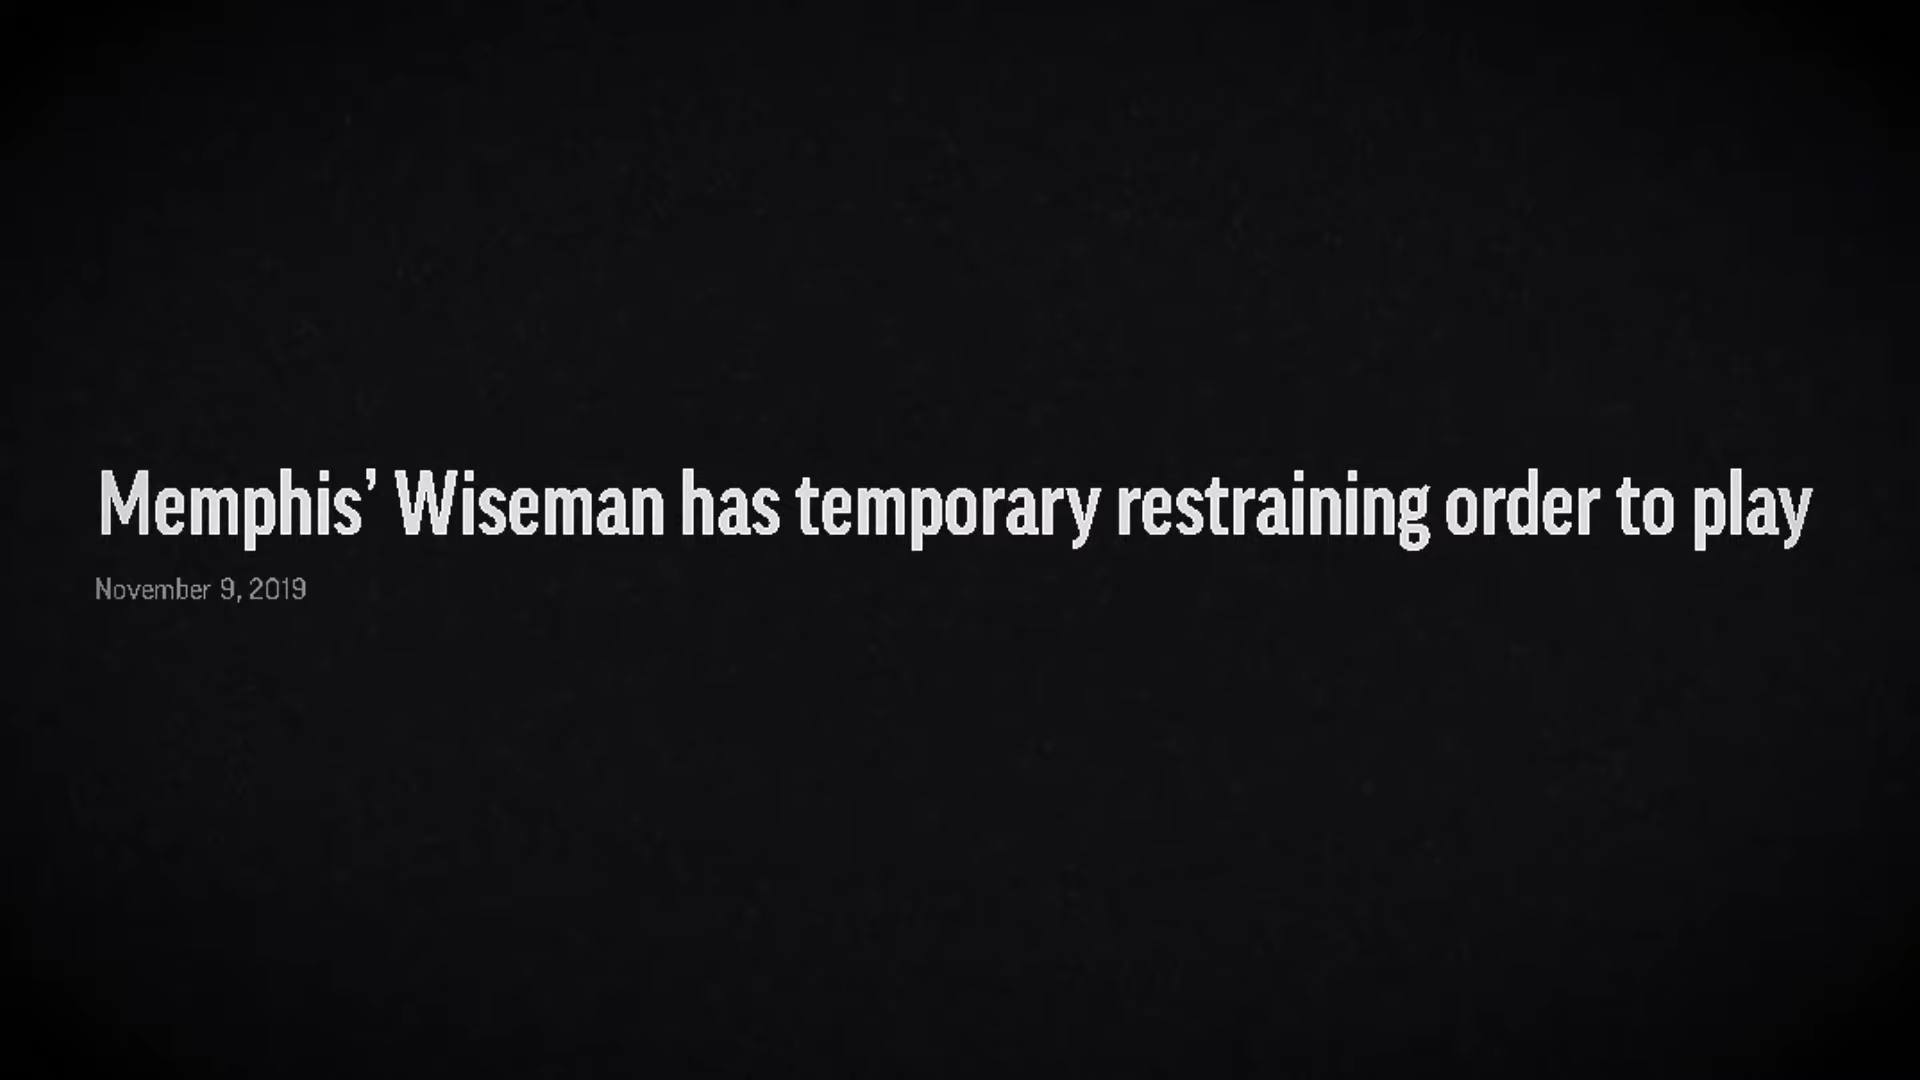 Memphis’ Wiseman has temporary restraining order to play
November 9, 2019